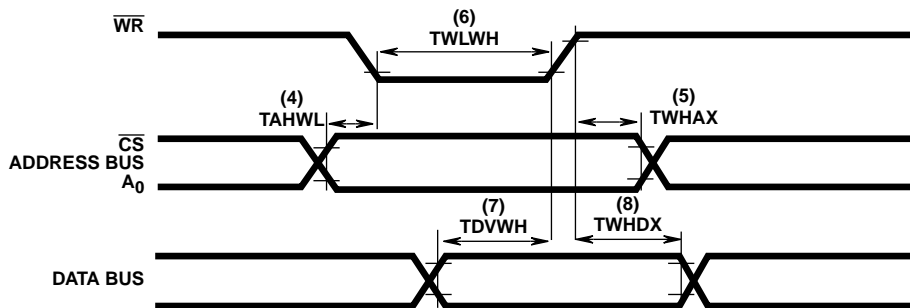 WR
(6)
TWLWH
(4)
TAHWL
(5)
TWHAX
CS
ADDRESS BUS
A0
(7)
TDVWH
(8)
TWHDX
DATA BUS